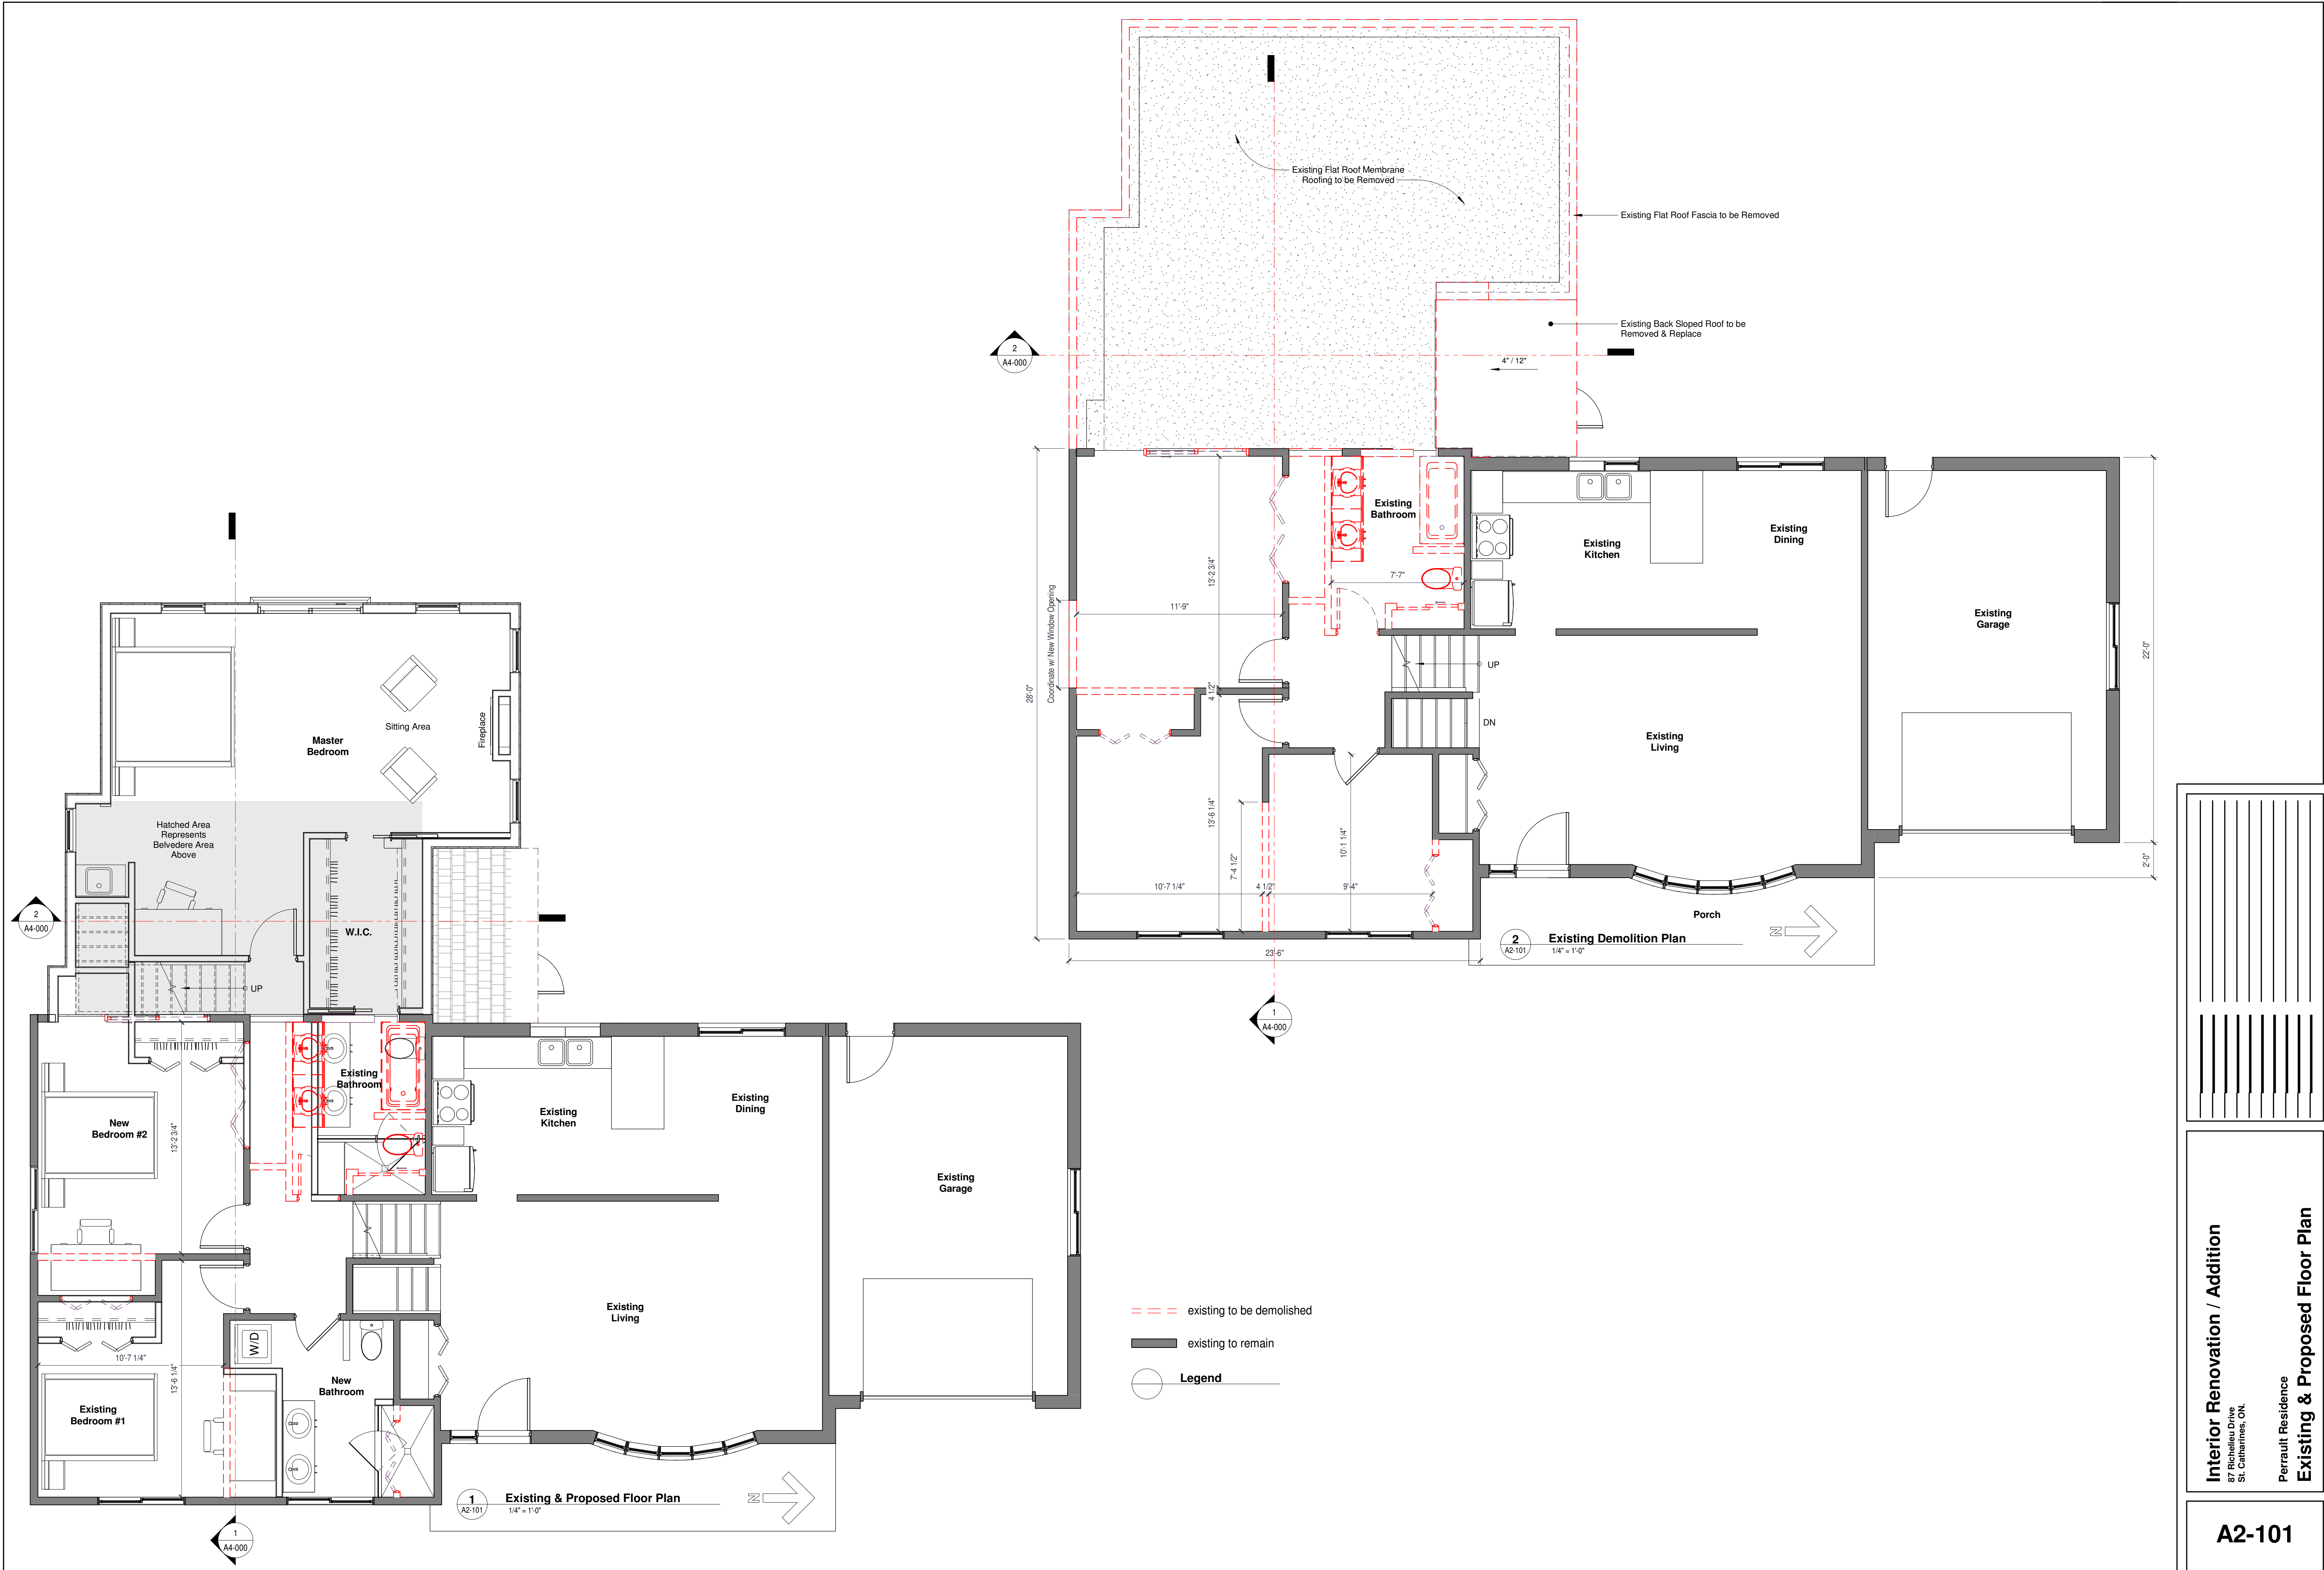 Existing Flat Roof Membrane
Roofing to be Removed
Existing Flat Roof Fascia to be Removed
Existing Back Sloped Roof to be
Removed & Replace
4" / 12"
2
A4-000
Existing
Bathroom
Existing
Kitchen
Existing
Dining
Existing
Garage
13'-2 3/4"
7'-7"
11'-9"
Coordinate w/ New Window Opening
28'-0"
22'-0"
UP
4 1/2"
DN
Existing
Living
13'-6 1/4"
10'-1 1/4"
7'-4 1/2"
10'-7 1/4"
4 1/2"
9'-4"
2'-0"
Porch
N
2
A2-101
Existing Demolition Plan
1/4" = 1'-0"
23'-6"
1
A4-000
Master
Bedroom
Sitting Area
Fireplace
Hatched Area
Represents
Belvedere Area
Above
W.I.C.
2
A4-000
UP
Existing
Bathroom
Existing
Kitchen
Existing
Dining
New
Bedroom #2
13'-2 3/4"
Existing
Garage
Existing
Living
W/D
10'-7 1/4"
13'-6 1/4"
New
Bathroom
Existing
Bedroom #1
1
A2-101
Existing & Proposed Floor Plan
1/4" = 1'-0"
N
1
A4-000
existing to be demolished
existing to remain
Legend
Interior Renovation / Addition
87 Richelieu Drive
St. Catharines, ON.
Perrault Residence
Existing & Proposed Floor Plan
A2-101